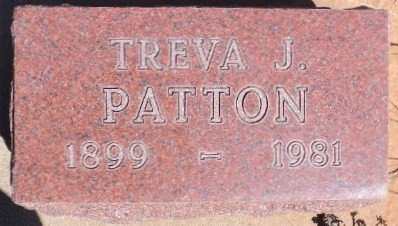 TREVA J.
PATTON
1899 - 1981